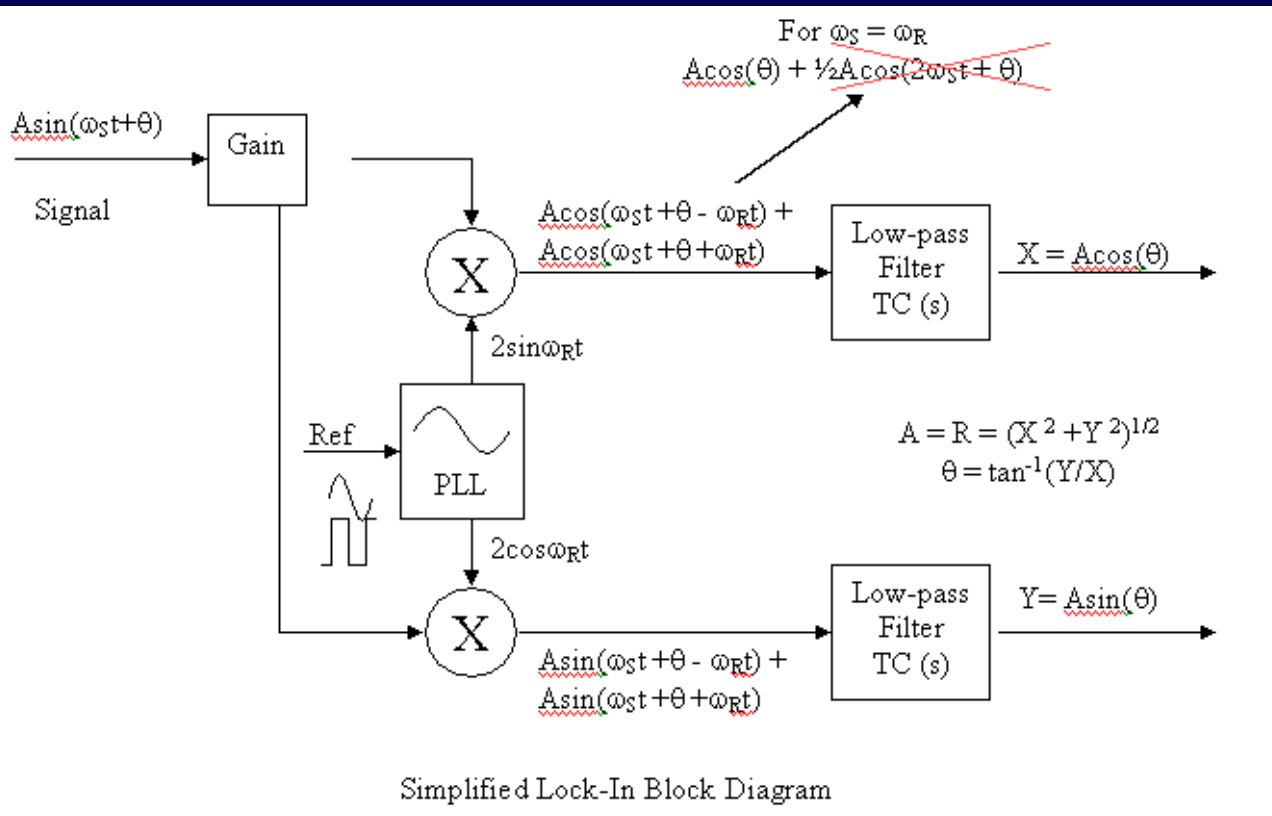 For ωS = ωR
Acos(θ) + ½Acos(2ωSt + θ)
Asin(ωSt+θ)
Gain
Signal
Acos(ωSt +θ - ωRt) +
Acos(ωSt +θ+ωRt)
Low-pass
Filter
TC (s)
X = Acos(θ)
X
2sinωRt
Ref
PLL
A = R = (X ² +Y ²)^1/2
θ = tan⁻¹(Y/X)
2cosωRt
X
Low-pass
Filter
TC (s)
Y= Asin(θ)
Asin(ωSt +θ - ωRt) +
Asin(ωSt +θ+ωRt)
Simplified Lock-In Block Diagram